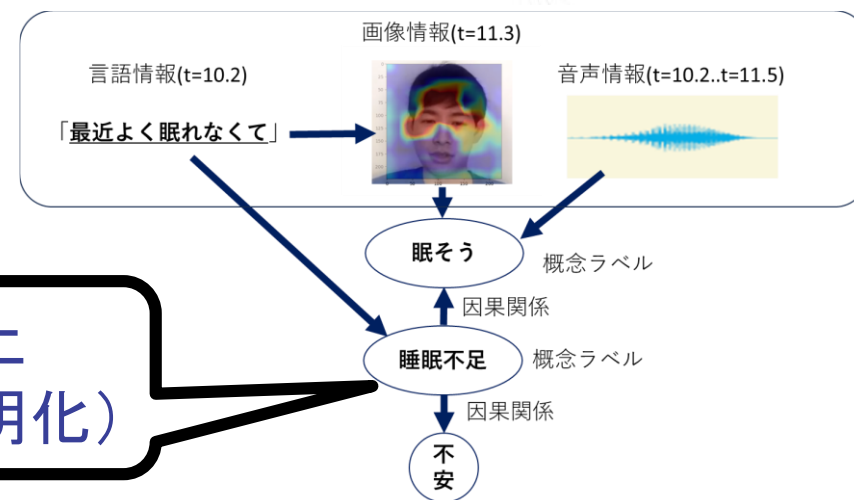 画像情報(t=11.3)
言語情報(t=10.2)
音声情報(t=10.2..t=11.5)
「最近よく眠れなくて」
眠そう
概念ラベル
因果関係
睡眠不足
概念ラベル
因果関係
明化）
不
安